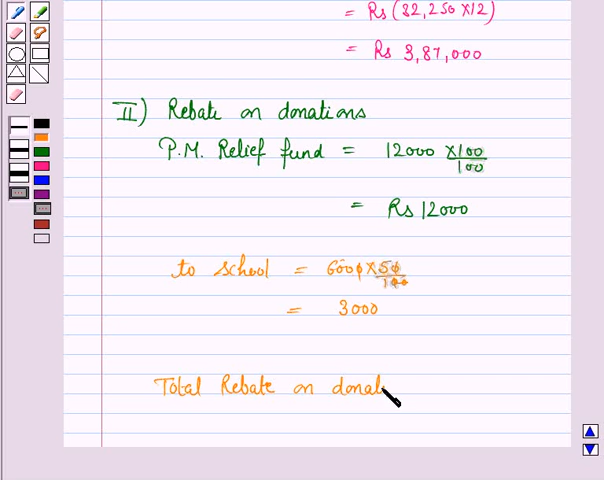 = Rs (32,250 X12)
= Rs 3,87,000
II) Rebate on donations
P.M. Relief fund = 12000 X100/100
= Rs 12000
to school = 6000 X 50/100
= 3000
Total Rebate on donat